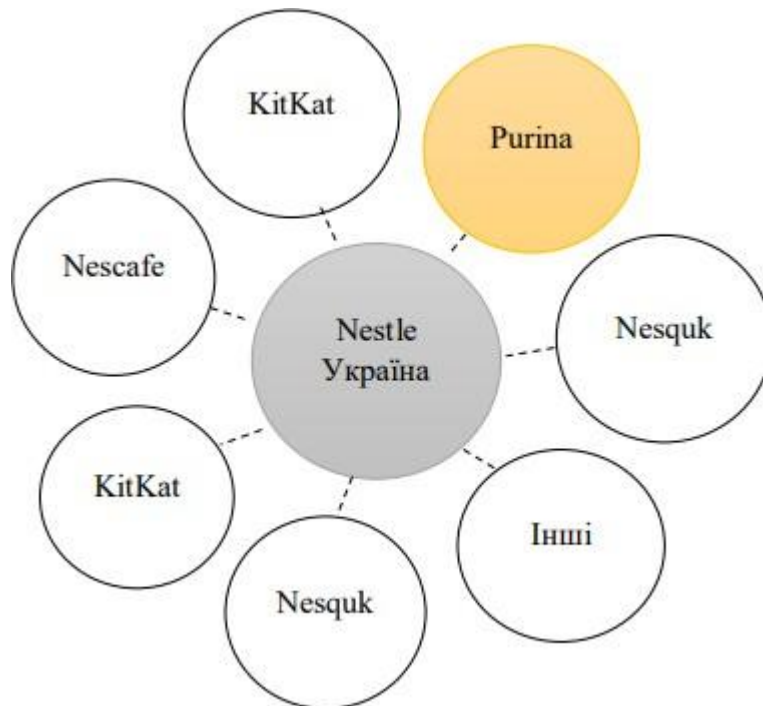 KitKat
Purina
Nescafe
Nestle
Україна
Nesquk
KitKat
Інші
Nesquk